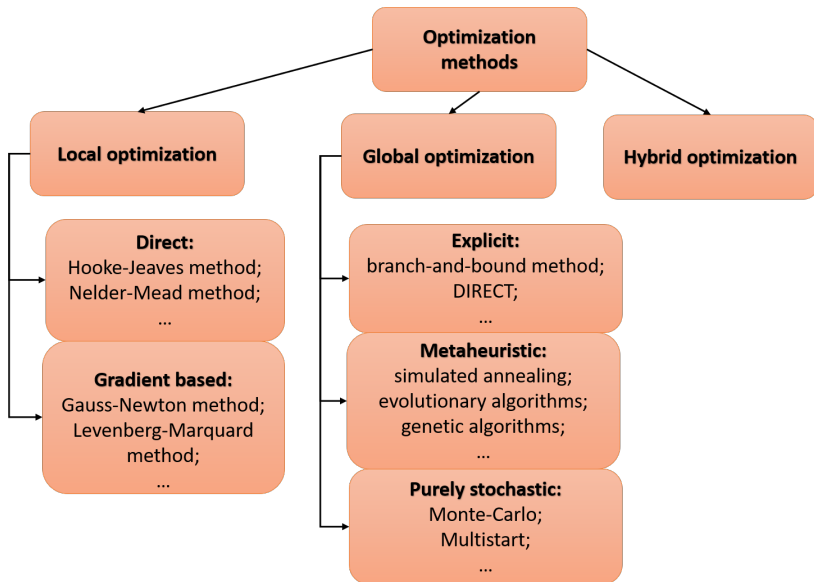 Optimization
methods
Local optimization
Global optimization
Hybrid optimization
Direct:
Hooke-Jeaves method;
Nelder-Mead method;
...
Gradient based:
Gauss-Newton method;
Levenberg-Marquard
method;
...
Explicit:
branch-and-bound method;
DIRECT;
...
Metaheuristic:
simulated annealing;
evolutionary algorithms;
genetic algorithms;
...
Purely stochastic:
Monte-Carlo;
Multistart;
...